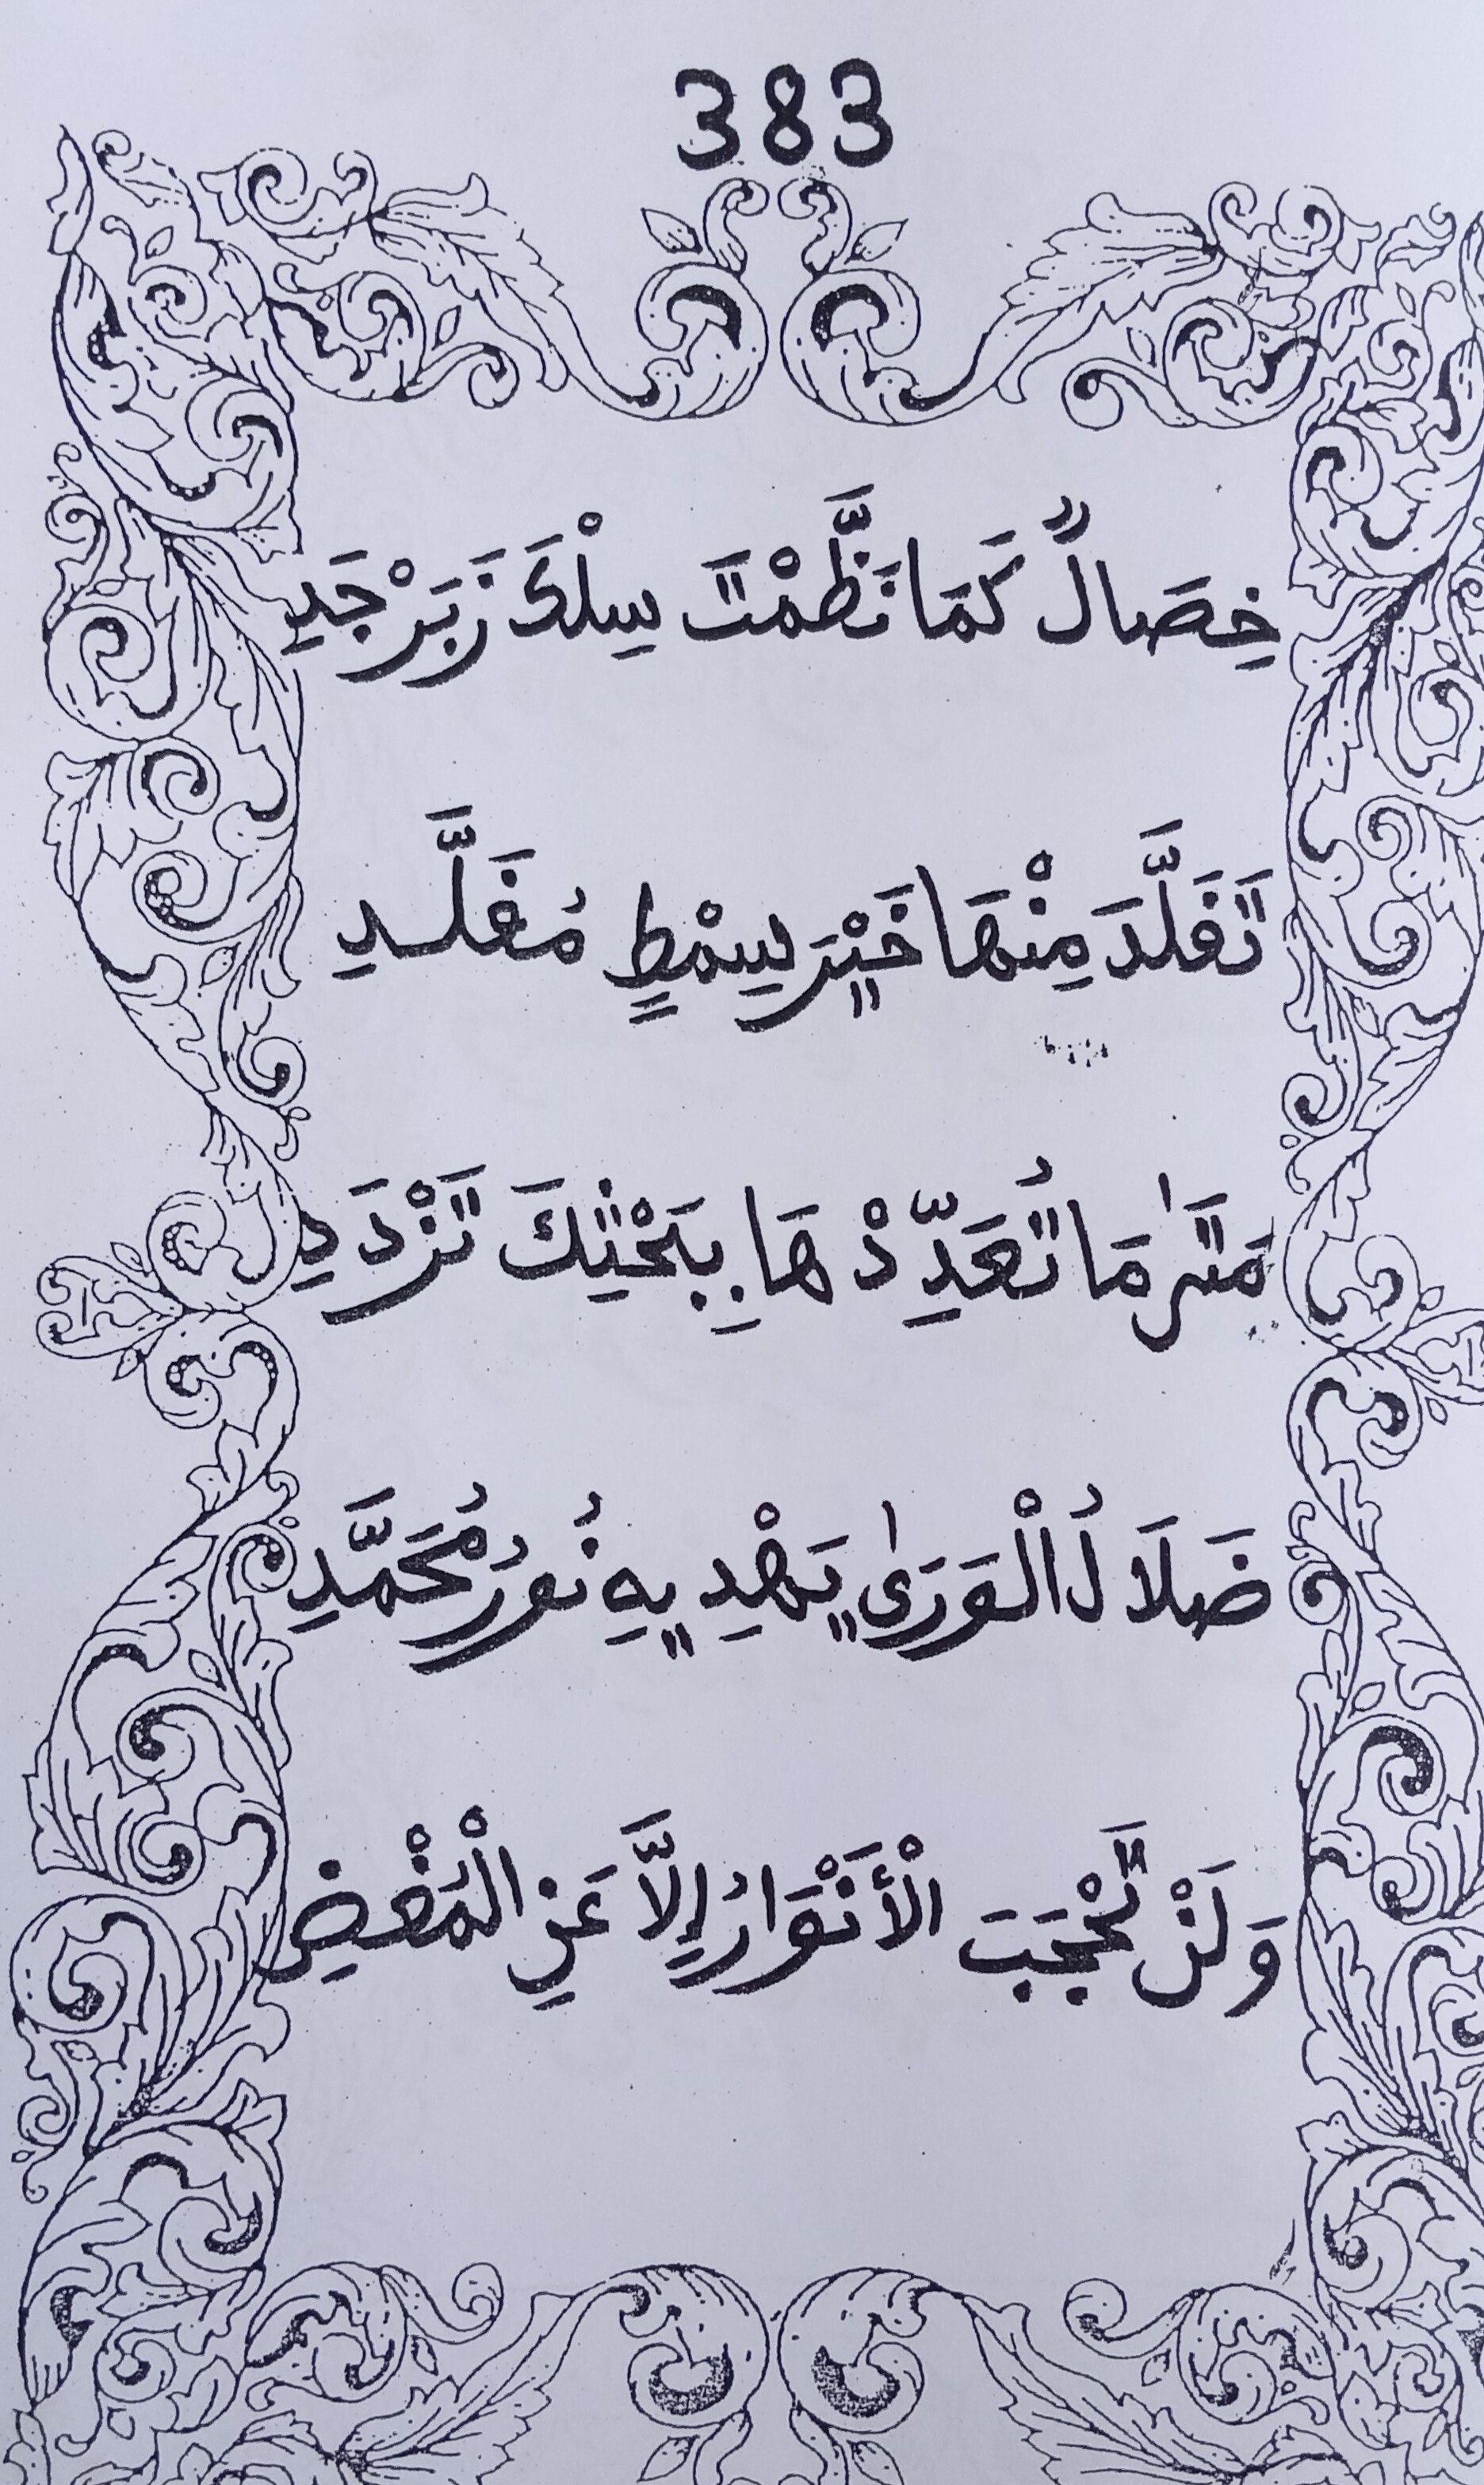 383
خِصَالٌ كَمَا نَظَّمْتَ سِلْكَ زَبَرْجَدِ
تَقَلَّدَ مِنْهَا خَيْرَ سِمْطٍ مُقَلَّدِ
مَتَىٰ مَا تُعَدِّدْهَا بِبَحْثِكَ تَزْدَدِ
ضَلَالُ الْوَرَىٰ يَهْدِيهِ نُورُ مُحَمَّدِ
وَلَنْ تُحْجَبَ الْأَنْوَارُ إِلَّا عَنِ الْمُغْضِ